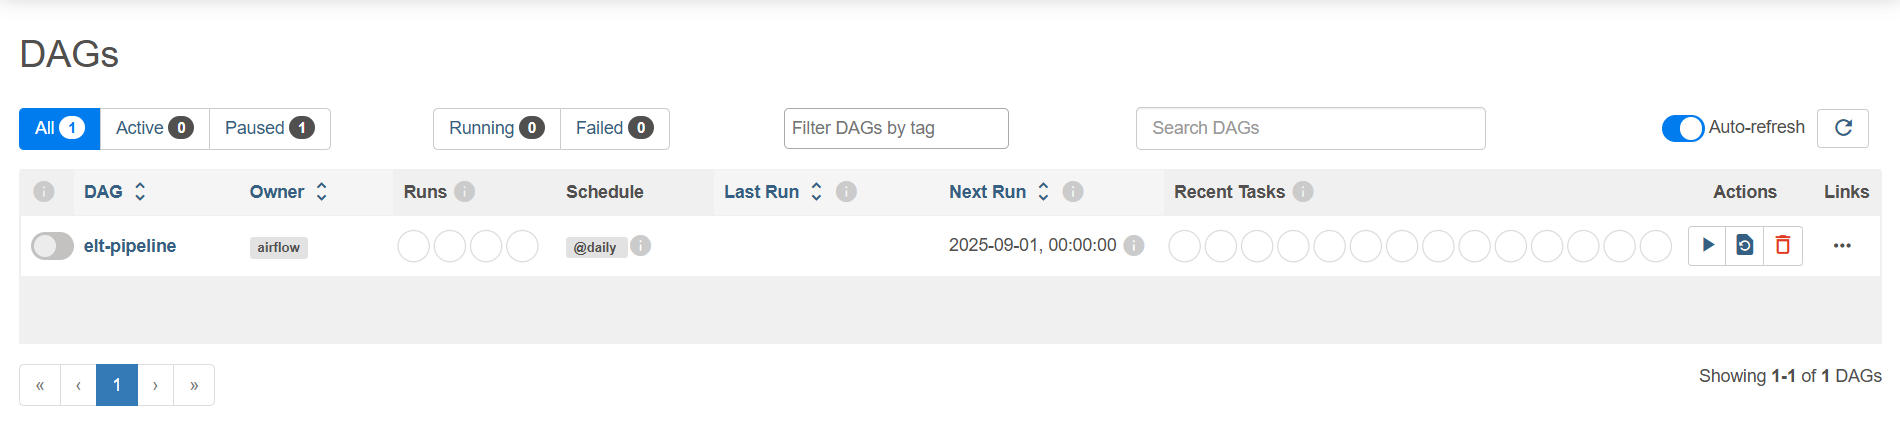 DAGs
All 1 Active 0 Paused 1 Running 0 Failed 0 Filter DAGs by tag Search DAGs Auto-refresh
DAG Owner Runs Schedule Last Run Next Run Recent Tasks Actions Links
elt-pipeline airflow @daily 2025-09-01, 00:00:00
« ‹ 1 › »
Showing 1-1 of 1 DAGs